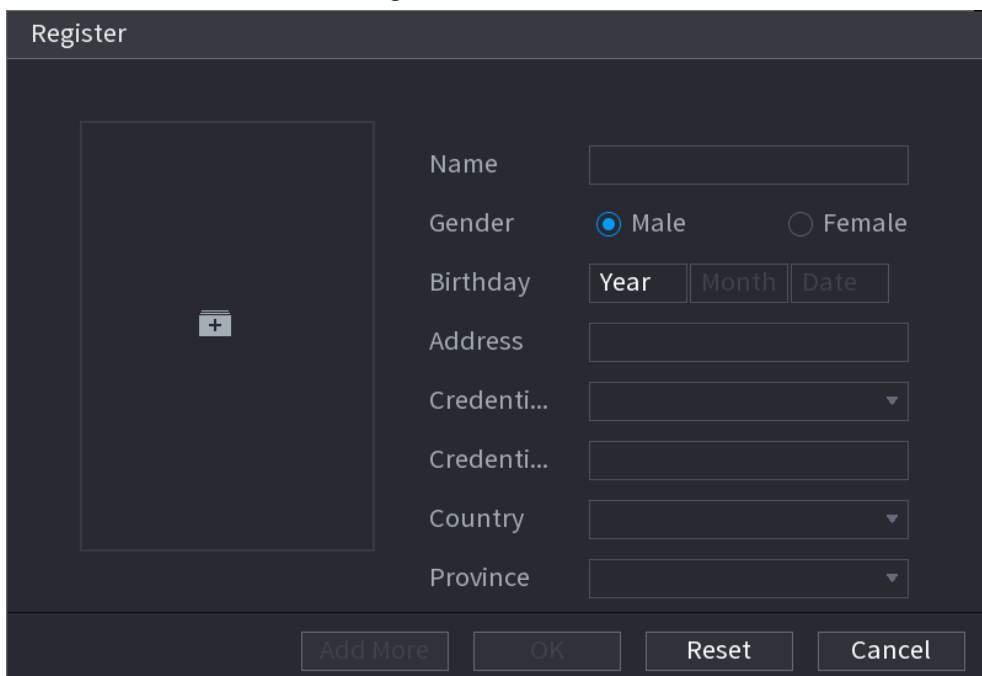 Register
Name
Gender Male Female
Birthday Year Month Date
Address
Credenti...
Credenti...
Country
Province
Add More OK Reset Cancel